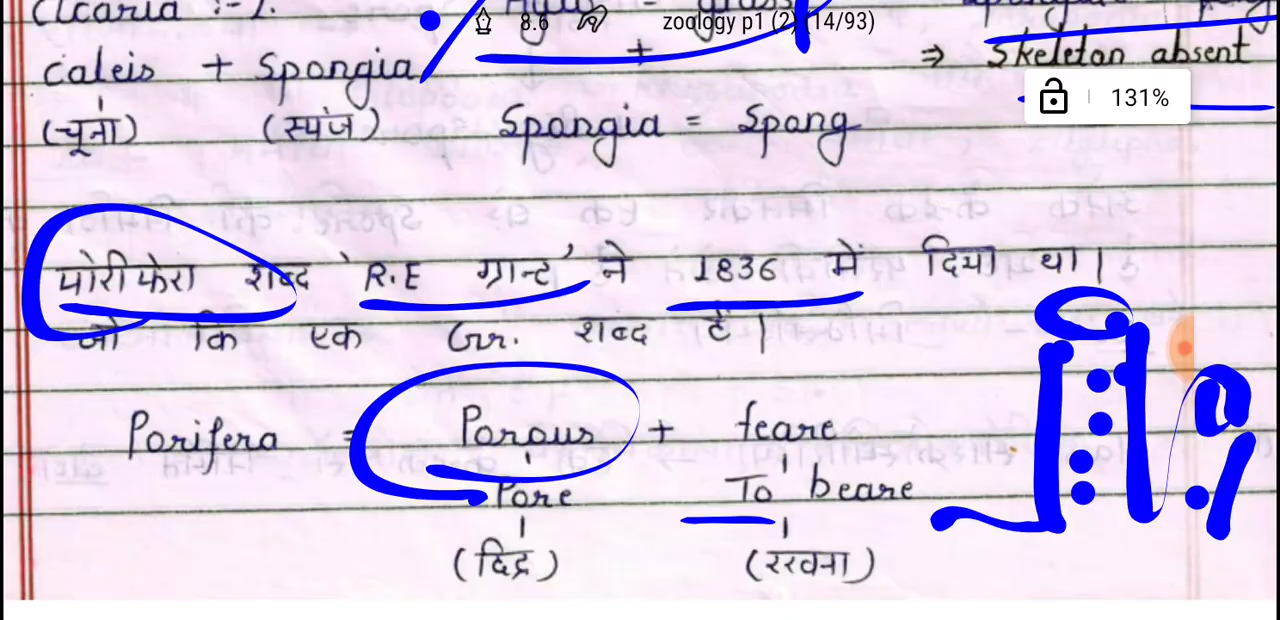 8.6 zoology p1 (2) (14/93)
Skeleton absent
⇒ 131%
caleis + Spongia +
(चूना) (स्पंज) Spongia = Spong
पोरीफेरा शब्द 'R.E ग्रान्ट' ने 1836 में दिया था।
जो कि एक Gr. शब्द है।
Porifera = Porous + feare
Pore To beare
(छिद्र) (रखना)